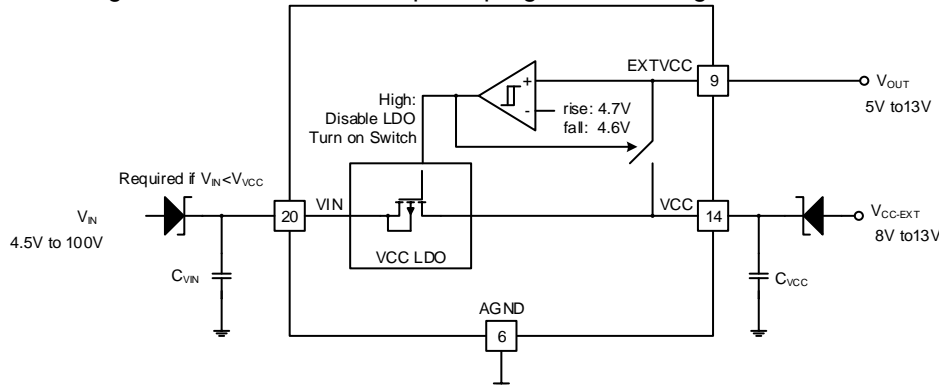 EXTVCC
9
VOUT
5V to13V
High:
Disable LDO
Turn on Switch
+
-
rise: 4.7V
fall: 4.6V
Required if VIN<VVCC
VIN
4.5V to 100V
20
VIN
VCC LDO
VCC
14
VCC-EXT
8V to13V
CVIN
CVCC
AGND
6